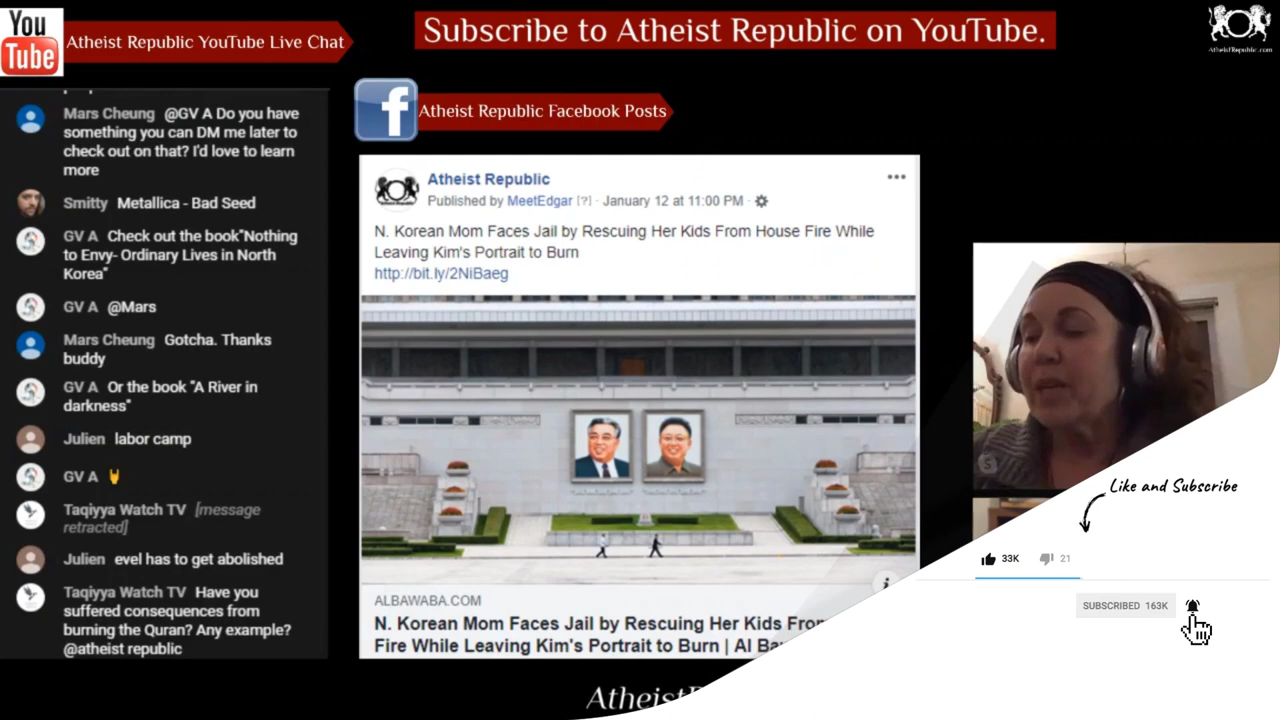 You
Tube
Atheist Republic YouTube Live Chat
Subscribe to Atheist Republic on YouTube.
AtheistRepublic.com
Mars Cheung @GV A Do you have
something you can DM me later to
check out on that? I'd love to learn
more
Smitty Metallica - Bad Seed
GV A Check out the book"Nothing
to Envy- Ordinary Lives in North
Korea"
GV A @Mars
Mars Cheung Gotcha. Thanks
buddy
GV A Or the book "A River in
darkness"
Julien labor camp
GV A 🤘
Taqiyya Watch TV [message
retracted]
Julien evel has to get abolished
Taqiyya Watch TV Have you
suffered consequences from
burning the Quran? Any example?
@atheist republic
f
Atheist Republic Facebook Posts
Atheist Republic
Published by MeetEdgar [?] · January 12 at 11:00 PM ·
N. Korean Mom Faces Jail by Rescuing Her Kids From House Fire While
Leaving Kim's Portrait to Burn
http://bit.ly/2NiBaeg
ALBAWABA.COM
N. Korean Mom Faces Jail by Rescuing Her Kids From
Fire While Leaving Kim's Portrait to Burn | Al
S
Like and Subscribe
33K
21
SUBSCRIBED 163K